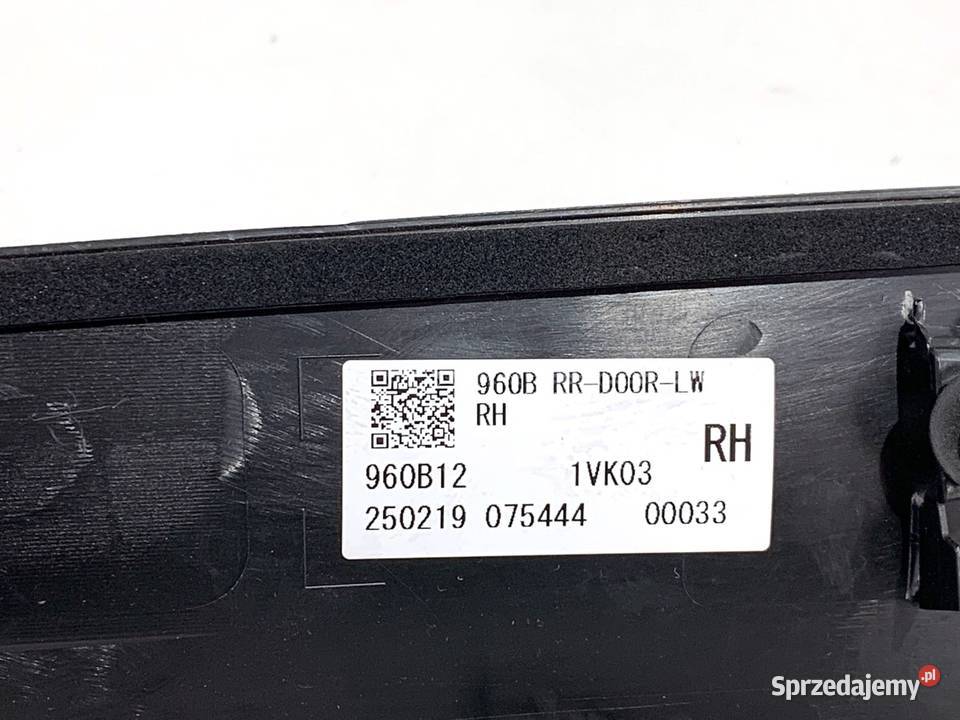 960B RR-DOOR-LW
RH
RH
960B12 1VK03
250219 075444 00033
Sprzedajemy.pl